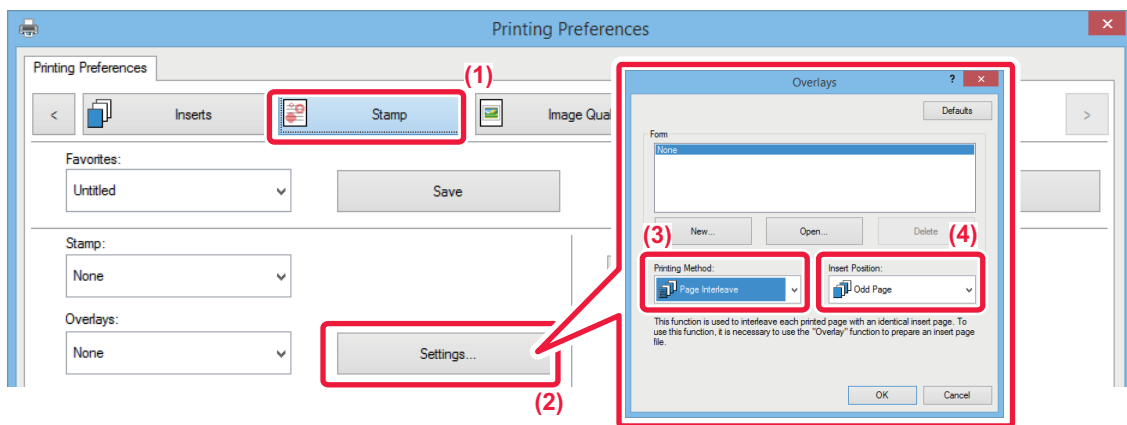 Printing Preferences
Printing Preferences
(1)
<
Inserts
Stamp
Image Qua
>
Favorites:
Untitled
Save
Stamp:
None
Overlays:
None
Settings...
(2)
Overlays
?
Defaults
Form
None
New...
Open...
Delete
(3)
(4)
Printing Method:
Page Interleave
Insert Position:
Odd Page
This function is used to interleave each printed page with an identical insert page. To
use this function, it is necessary to use the "Overlay" function to prepare an insert page
file.
OK
Cancel